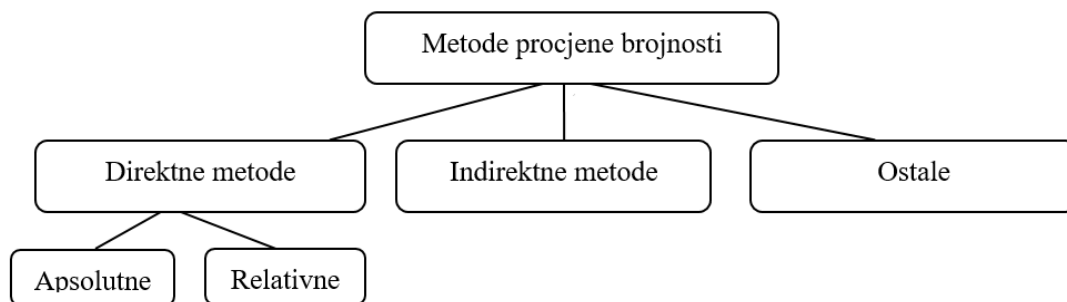 Metode procjene brojnosti
Direktne metode
Indirektne metode
Ostale
Apsolutne
Relativne